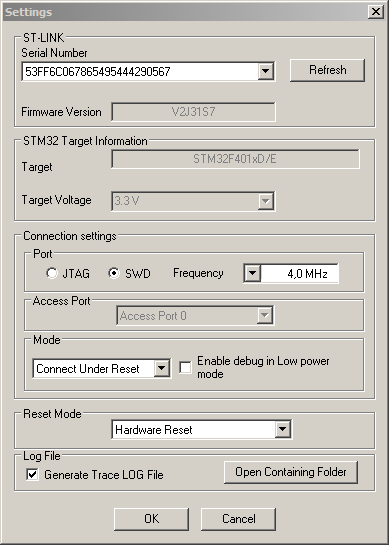 Settings
ST-LINK
Serial Number
53FF6C067865495444290567
Refresh
Firmware Version V2J31S7
STM32 Target Information
Target STM32F401xD/E
Target Voltage 3.3 V
Connection settings
Port
JTAG SWD Frequency 4,0 MHz
Access Port
Access Port 0
Mode
Connect Under Reset
Enable debug in Low power
mode
Reset Mode
Hardware Reset
Log File
Generate Trace LOG File
Open Containing Folder
OK Cancel